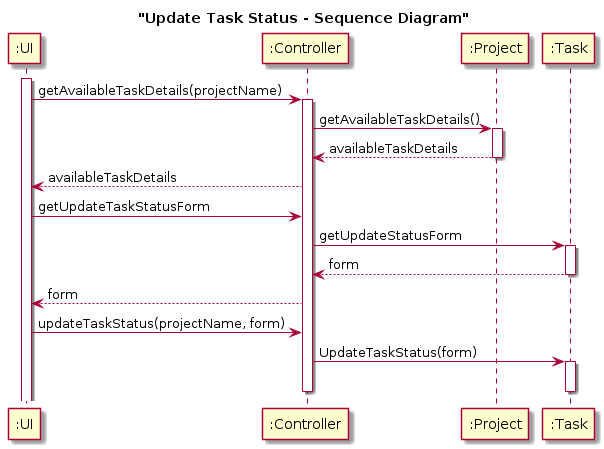 "Update Task Status - Sequence Diagram"
:UI :Controller :Project :Task
getAvailableTaskDetails(projectName)
getAvailableTaskDetails()
availableTaskDetails
availableTaskDetails
getUpdateTaskStatusForm
getUpdateStatusForm
form
form
updateTaskStatus(projectName, form)
UpdateTaskStatus(form)
:UI :Controller :Project :Task